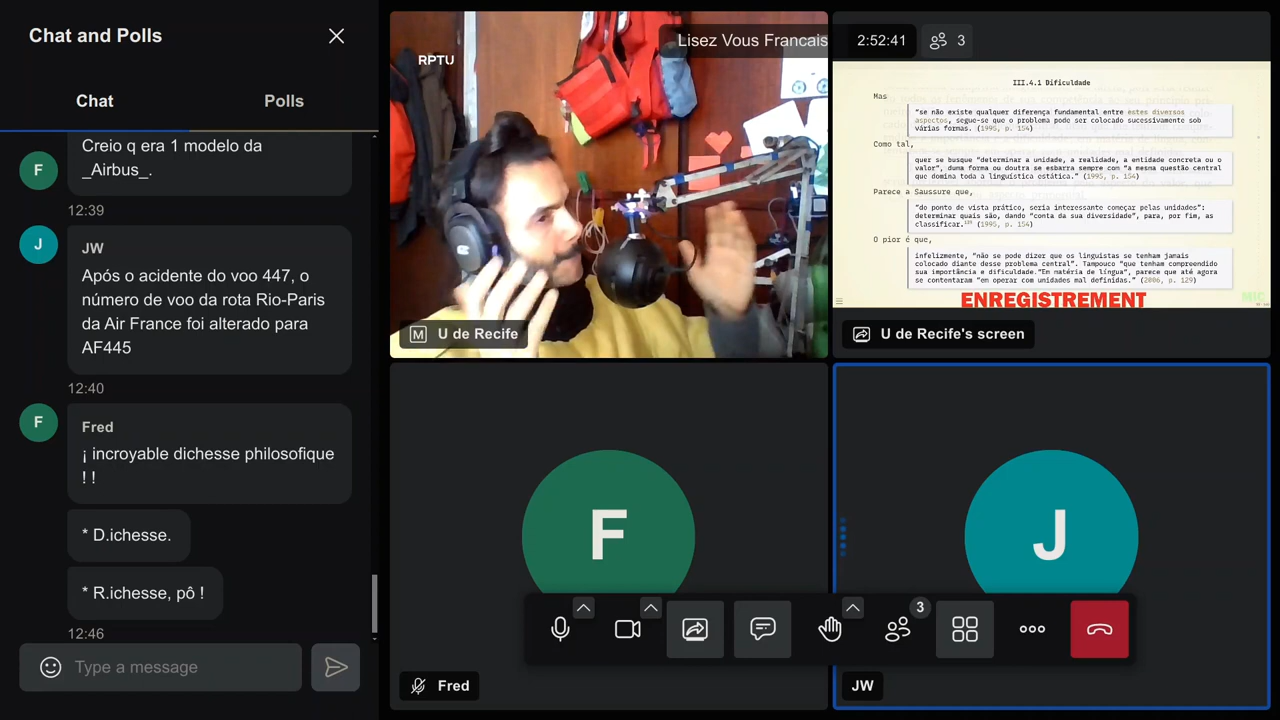 Chat and Polls
Chat
Polls
Creio q era 1 modelo da
_Airbus_.
F
12:39
J
JW
Após o acidente do voo 447, o
número de voo da rota Rio-Paris
da Air France foi alterado para
AF445
12:40
F
Fred
¡ incroyable dichesse philosofique
! !
* D.ichesse.
* R.ichesse, pô !
12:46
Type a message
RPTU
Lisez Vous Francais
M U de Recife
2:52:41
3
III.4.1 Dificuldade
Mas
"se não existe qualquer diferença fundamental entre estes diversos
aspectos, segue-se que o problema pode ser colocado sucessivamente sob
várias formas. (1995, p. 154)
Como tal,
quer se busque "determinar a unidade, a realidade, a entidade concreta ou o
valor", duma forma ou doutra se esbarra sempre com "a mesma questão central
que domina toda a linguística estática." (1995, p. 154)
Parece a Saussure que,
"do ponto de vista prático, seria interessante começar pelas unidades":
determinar quais são, dando "conta da sua diversidade", para, por fim, as
classificar. (1995, p. 154)
O pior é que,
infelizmente, "não se pode dizer que os linguistas se tenham jamais
colocado diante desse problema central". Tampouco "que tenham compreendido
sua importância e dificuldade."Em matéria de língua", parece que até agora
se contentaram "en operar com unidades mal definidas." (2006, p. 129)
ENREGISTREMENT
MIC
U de Recife's screen
F
J
3
Fred
JW